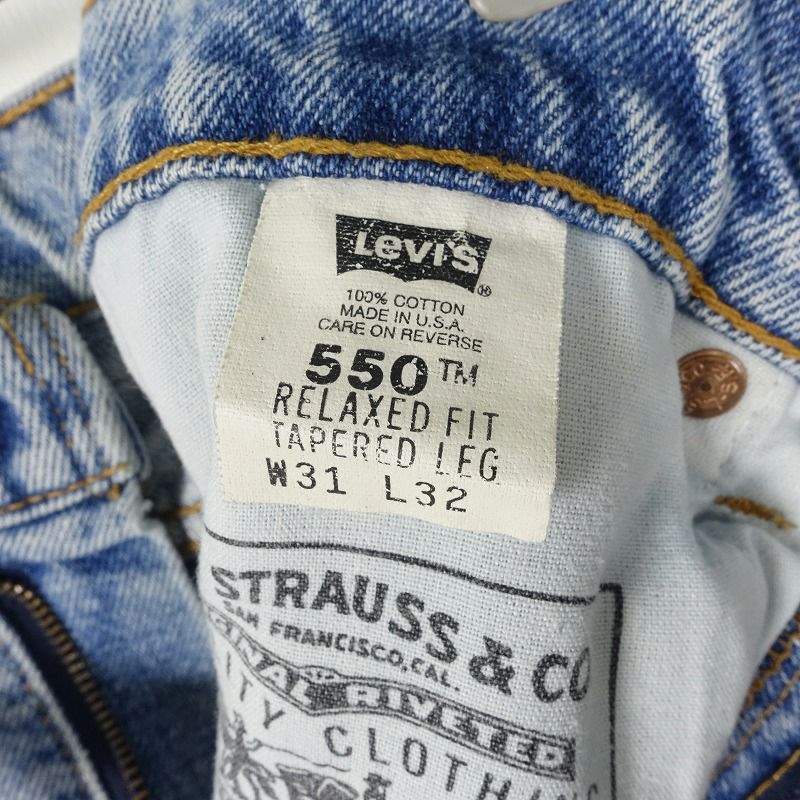 Levi's ®
100% COTTON
MADE IN U.S.A.
CARE ON REVERSE
550™
RELAXED FIT
TAPERED LEG
W31 L32
STRAUSS & CO
SAN FRANCISCO, CAL.
RIVETED
CLOTHING